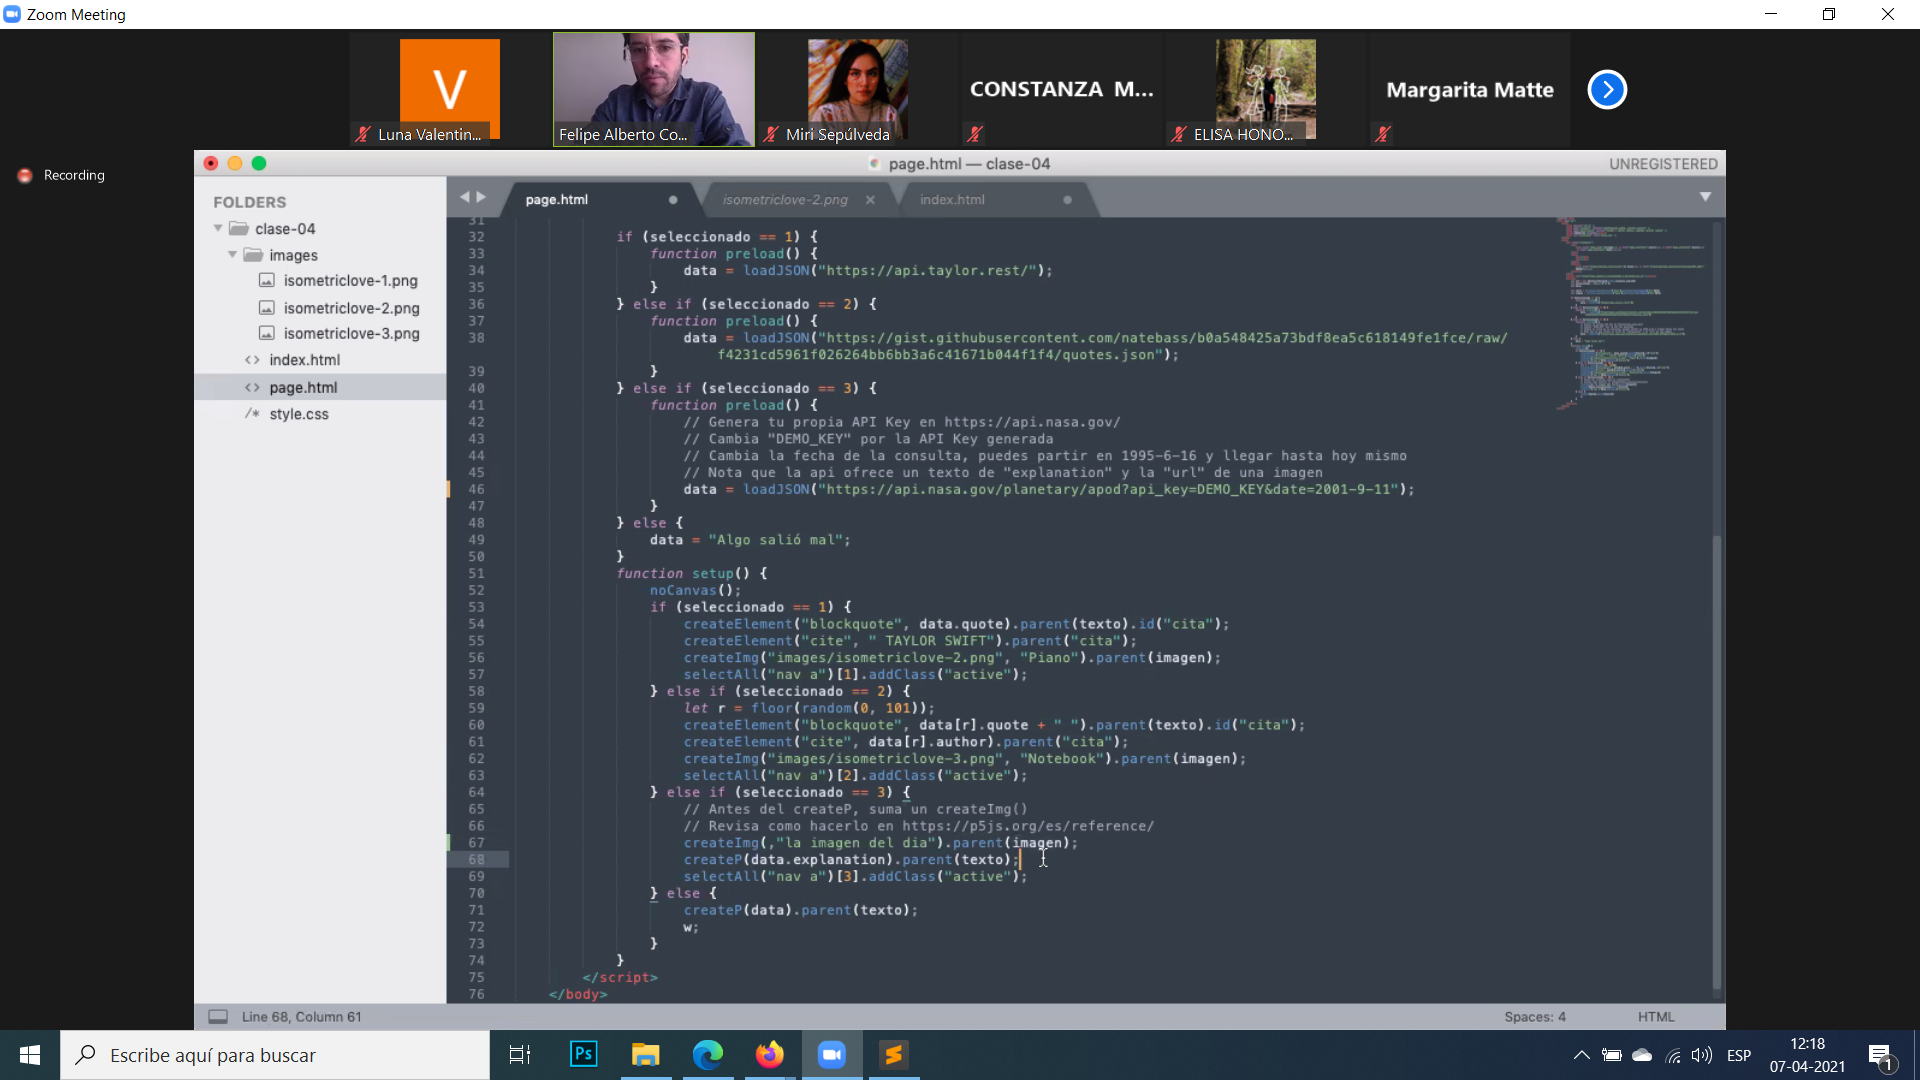 Zoom Meeting
V
Luna Valentin...
Felipe Alberto Co...
Miri Sepúlveda
CONSTANZA M...
ELISA HONO...
Margarita Matte
Recording
page.html — clase-04
UNREGISTERED
FOLDERS
clase-04
images
isometriclove-1.png
isometriclove-2.png
isometriclove-3.png
<> index.html
<> page.html
/* style.css
page.html
isometriclove-2.png
index.html
31
32 if (seleccionado == 1) {
33 function preload() {
34 data = loadJSON("https://api.taylor.rest/");
35 }
36 } else if (seleccionado == 2) {
37 function preload() {
38 data = loadJSON("https://gist.githubusercontent.com/natebass/b0a548425a73bdf8ea5c618149fe1fce/raw/
f4231cd5961f026264bb6bb3a6c41671b044f1f4/quotes.json");
39 }
40 } else if (seleccionado == 3) {
41 function preload() {
42 // Genera tu propia API Key en https://api.nasa.gov/
43 // Cambia "DEMO_KEY" por la API Key generada
44 // Cambia la fecha de la consulta, puedes partir en 1995-6-16 y llegar hasta hoy mismo
45 // Nota que la api ofrece un texto de "explanation" y la "url" de una imagen
46 data = loadJSON("https://api.nasa.gov/planetary/apod?api_key=DEMO_KEY&date=2001-9-11");
47 }
48 } else {
49 data = "Algo salió mal";
50 }
51 function setup() {
52 noCanvas();
53 if (seleccionado == 1) {
54 createElement("blockquote", data.quote).parent(texto).id("cita");
55 createElement("cite", " TAYLOR SWIFT").parent("cita");
56 createImg("images/isometriclove-2.png", "Piano").parent(imagen);
57 selectAll("nav a")[1].addClass("active");
58 } else if (seleccionado == 2) {
59 let r = floor(random(0, 101));
60 createElement("blockquote", data[r].quote + " ").parent(texto).id("cita");
61 createElement("cite", data[r].author).parent("cita");
62 createImg("images/isometriclove-3.png", "Notebook").parent(imagen);
63 selectAll("nav a")[2].addClass("active");
64 } else if (seleccionado == 3) {
65 // Antes del createP, suma un createImg()
66 // Revisa como hacerlo en https://p5js.org/es/reference/
67 createImg(,"la imagen del dia").parent(imagen);
68 createP(data.explanation).parent(texto);
69 selectAll("nav a")[3].addClass("active");
70 } else {
71 createP(data).parent(texto);
72 w;
73 }
74 }
75 </script>
76 </body>
Line 68, Column 61
Spaces: 4
HTML
Escribe aquí para buscar
Ps
ESP
12:18
07-04-2021
1